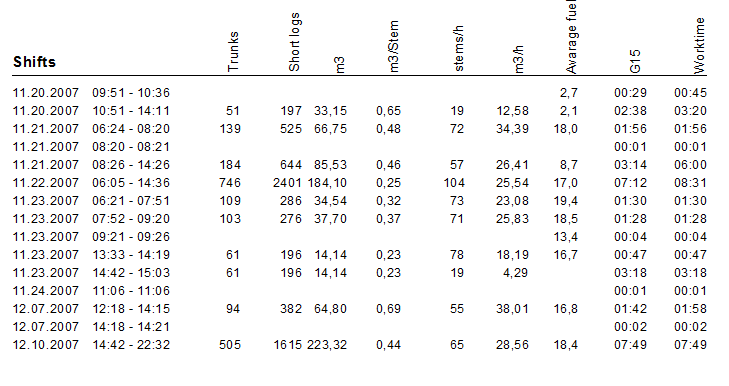 Shifts Trunks Short logs m3 m3/Stem stems/h m3/h Avarage fuel G15 Worktime
11.20.2007 09:51 - 10:36 2,7 00:29 00:45
11.20.2007 10:51 - 14:11 51 197 33,15 0,65 19 12,58 2,1 02:38 03:20
11.21.2007 06:24 - 08:20 139 525 66,75 0,48 72 34,39 18,0 01:56 01:56
11.21.2007 08:20 - 08:21 00:01 00:01
11.21.2007 08:26 - 14:26 184 644 85,53 0,46 57 26,41 8,7 03:14 06:00
11.22.2007 06:05 - 14:36 746 2401 184,10 0,25 104 25,54 17,0 07:12 08:31
11.23.2007 06:21 - 07:51 109 286 34,54 0,32 73 23,08 19,4 01:30 01:30
11.23.2007 07:52 - 09:20 103 276 37,70 0,37 71 25,83 18,5 01:28 01:28
11.23.2007 09:21 - 09:26 13,4 00:04 00:04
11.23.2007 13:33 - 14:19 61 196 14,14 0,23 78 18,19 16,7 00:47 00:47
11.23.2007 14:42 - 15:03 61 196 14,14 0,23 19 4,29 03:18 03:18
11.24.2007 11:06 - 11:06 00:01 00:01
12.07.2007 12:18 - 14:15 94 382 64,80 0,69 55 38,01 16,8 01:42 01:58
12.07.2007 14:18 - 14:21 00:02 00:02
12.10.2007 14:42 - 22:32 505 1615 223,32 0,44 65 28,56 18,4 07:49 07:49